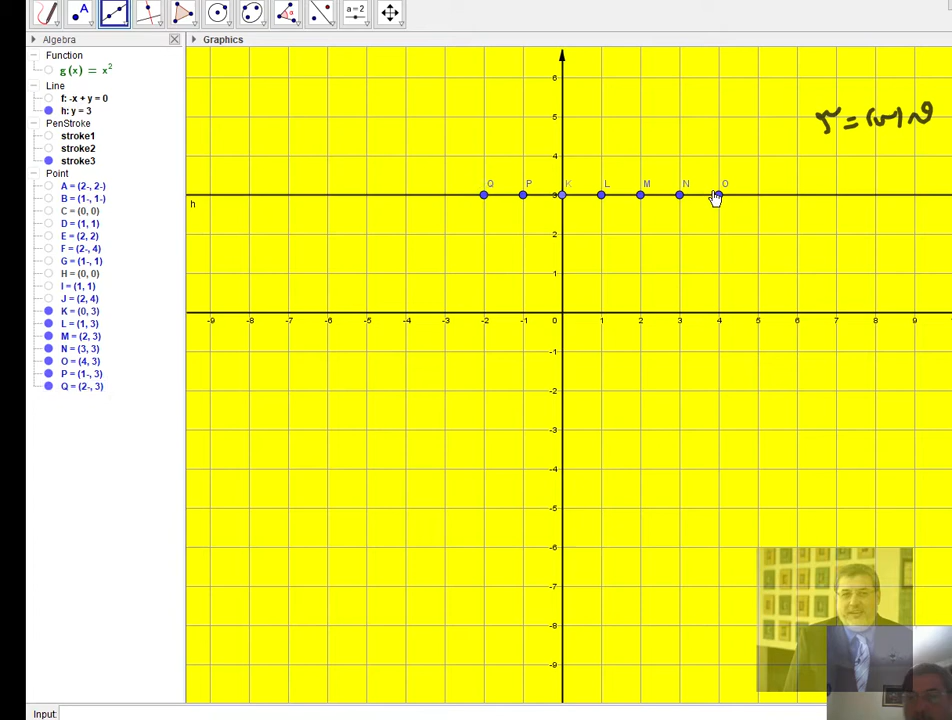 a = 2
Algebra
Graphics
Function
g(x) = x²
Line
f: -x + y = 0
h: y = 3
PenStroke
stroke1
stroke2
stroke3
Point
A = (2-, 2-)
B = (1-, 1-)
C = (0, 0)
D = (1, 1)
E = (2, 2)
F = (2-, 4)
G = (1-, 1)
H = (0, 0)
I = (1, 1)
J = (2, 4)
K = (0, 3)
L = (1, 3)
M = (2, 3)
N = (3, 3)
O = (4, 3)
P = (1-, 3)
Q = (2-, 3)
6
5
4
Q P K L M N O
3
h
2
1
-9 -8 -7 -6 -5 -4 -3 -2 -1 0 1 2 3 4 5 6 7 8 9
-1
-2
-3
-4
-5
-6
-7
-8
-9
Input: